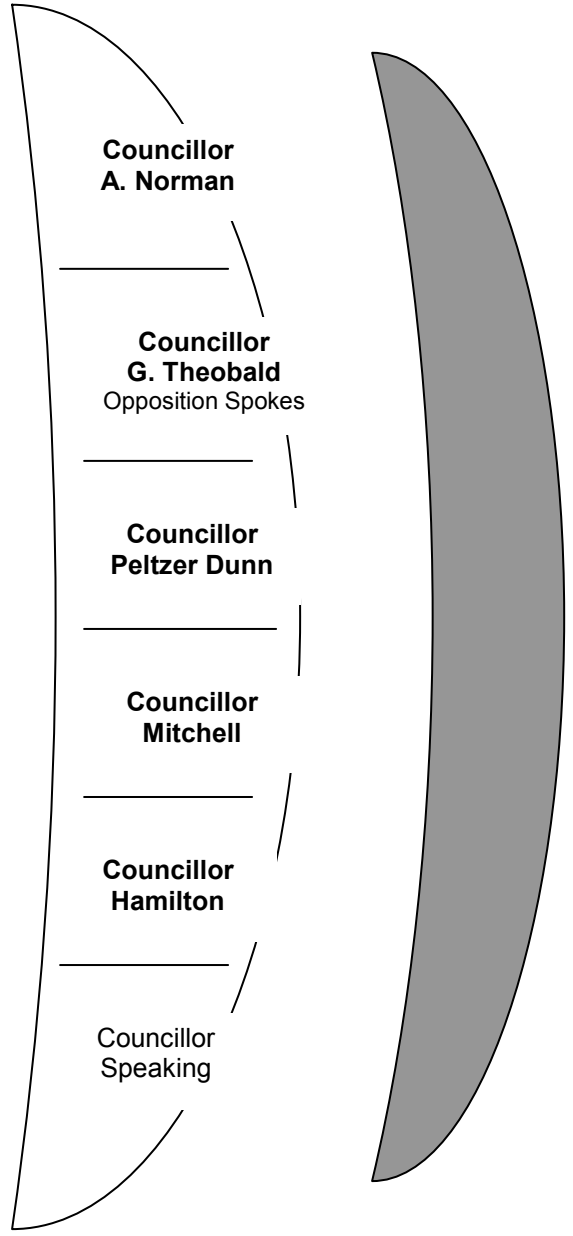 Councillor
A. Norman
Councillor
G. Theobald
Opposition Spokes
Councillor
Peltzer Dunn
Councillor
Mitchell
Councillor
Hamilton
Councillor
Speaking